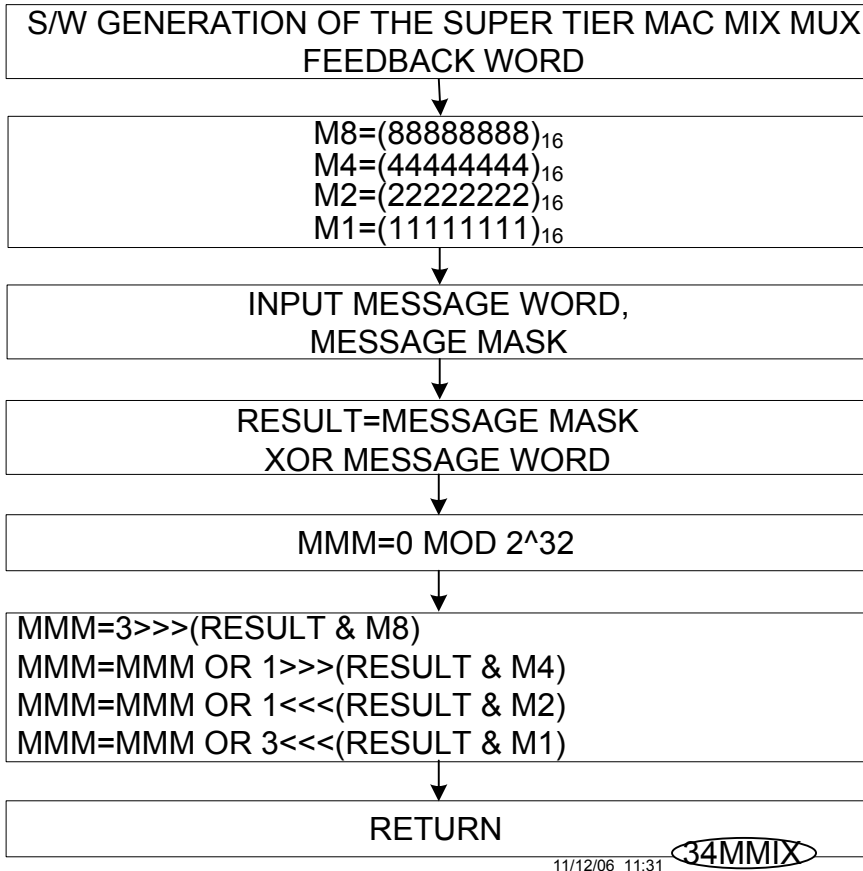 S/W GENERATION OF THE SUPER TIER MAC MIX MUX
FEEDBACK WORD
M8=(88888888)₁₆
M4=(44444444)₁₆
M2=(22222222)₁₆
M1=(11111111)₁₆
INPUT MESSAGE WORD,
MESSAGE MASK
RESULT=MESSAGE MASK
XOR MESSAGE WORD
MMM=0 MOD 2^32
MMM=3>>>(RESULT & M8)
MMM=MMM OR 1>>>(RESULT & M4)
MMM=MMM OR 1<<<(RESULT & M2)
MMM=MMM OR 3<<<(RESULT & M1)
RETURN
11/12/06 11:31
34MMIX